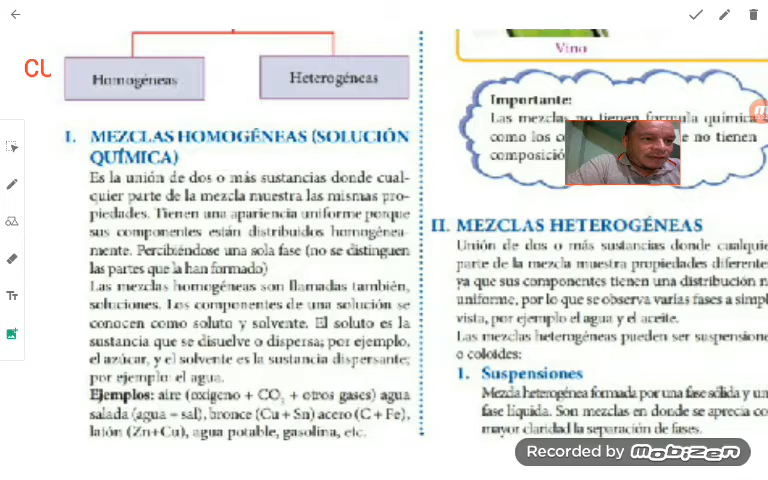 CU
Homogéneas
Heterogéneas
I. MEZCLAS HOMOGÉNEAS (SOLUCIÓN
QUÍMICA)
Es la unión de dos o más sustancias donde cual-
quier parte de la mezcla muestra las mismas pro-
piedades. Tienen una apariencia uniforme porque
sus componentes están distribuidos homogénea-
mente. Percibiéndose una sola fase (no se distinguen
las partes que la han formado)
Las mezclas homogéneas son llamadas también,
soluciones. Los componentes de una solución se
conocen como soluto y solvente. El soluto es la
sustancia que se disuelve o dispersa; por ejemplo,
el azúcar, y el solvente es la sustancia dispersante;
por ejemplo: el agua.
Ejemplos: aire (oxígeno + CO₂ + otros gases) agua
salada (agua + sal), bronce (Cu + Sn) acero (C + Fe),
latón (Zn+Cu), agua potable, gasolina, etc.
Vino
Importante:
Las mezclas no tienen formula química
como los e no tienen
composició
II. MEZCLAS HETEROGÉNEAS
Unión de dos o más sustancias donde cualquie
parte de la mezcla muestra propiedades diferente
ya que sus componentes tienen una distribución n
uniforme, por lo que se observa varias fases a simpl
vista, por ejemplo el agua y el aceite.
Las mezclas heterogéneas pueden ser suspensione
o coloides:
1. Suspensiones
Mezcla heterogénea formada por una fase sólida y un
fase líquida. Son mezclas en donde se aprecia co
mayor claridad la separación de fases.
Recorded by mobizen
Tт